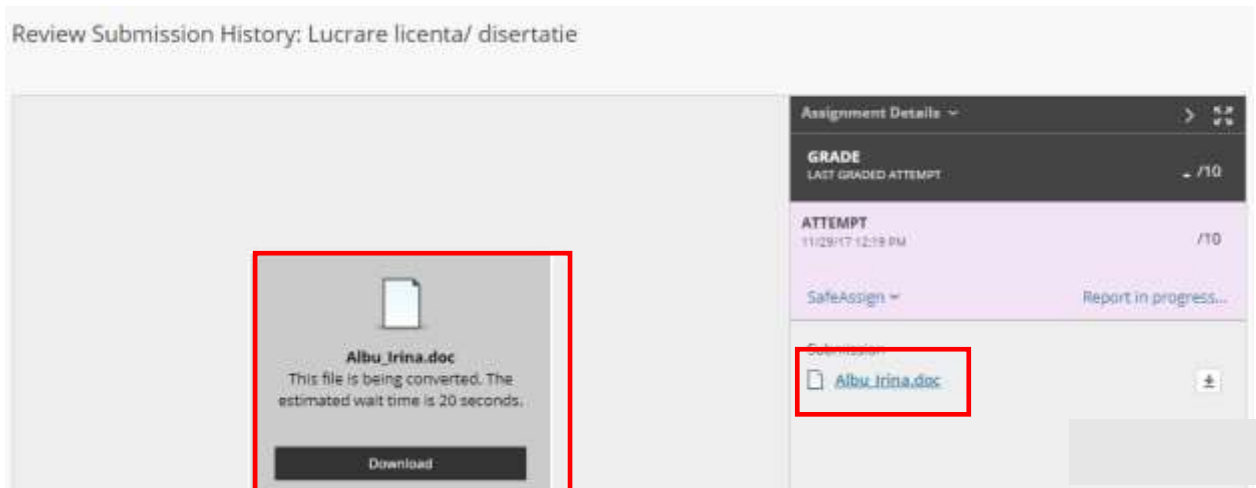 Review Submission History: Lucrare licenta/ disertatie
Assignment Details
GRADE
LAST GRADED ATTEMPT
- /10
ATTEMPT
11/29/17 12:19 PM
/10
SafeAssign
Report in progress...
Albu_Irina.doc
This file is being converted. The
estimated wait time is 20 seconds.
Download
Submission
Albu_Irina.doc